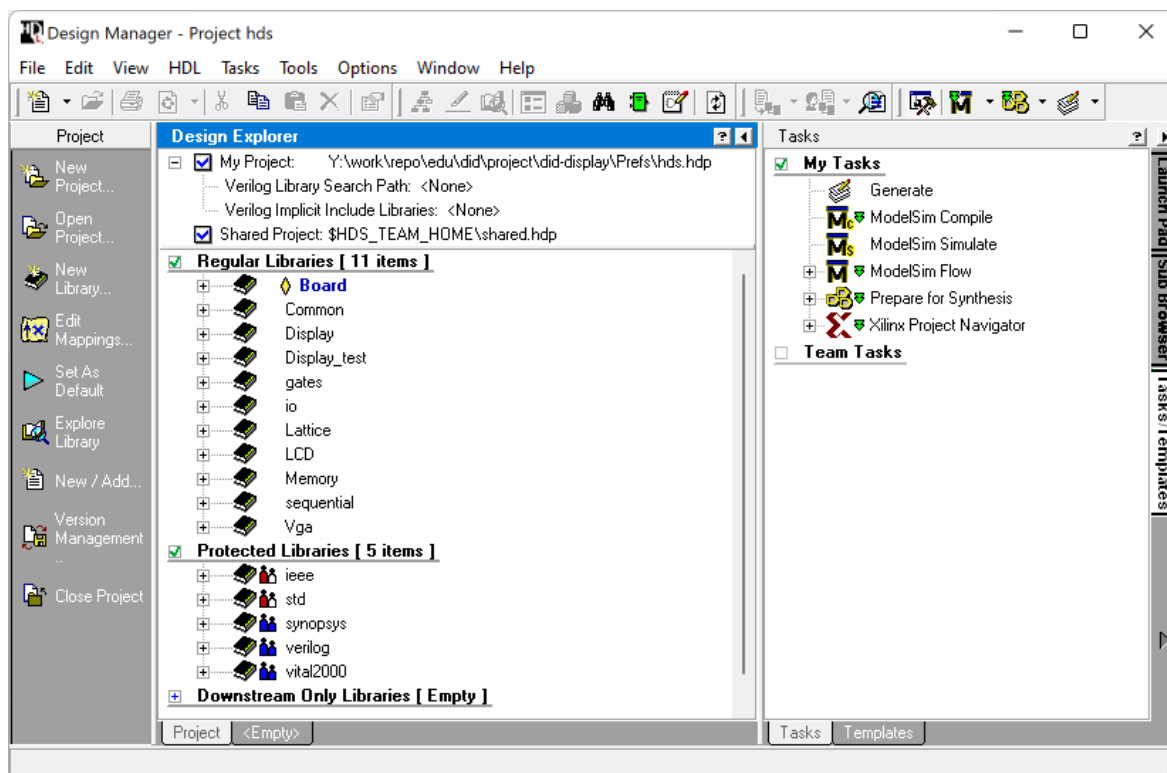 Design Manager - Project hds
File Edit View HDL Tasks Tools Options Window Help
Project
New Project...
Open Project...
New Library...
Edit Mappings...
Set As Default
Explore Library
New / Add...
Version Management ..
Close Project
Design Explorer
My Project: Y:\work\repo\edu\did\project\did-display\Prefs\hds.hdp
Verilog Library Search Path: <None>
Verilog Implicit Include Libraries: <None>
Shared Project: $HDS_TEAM_HOME\shared.hdp
Regular Libraries [ 11 items ]
Board
Common
Display
Display_test
gates
io
Lattice
LCD
Memory
sequential
Vga
Protected Libraries [ 5 items ]
ieee
std
synopsys
verilog
vital2000
Downstream Only Libraries [ Empty ]
Project <Empty>
Tasks
My Tasks
Generate
ModelSim Compile
ModelSim Simulate
ModelSim Flow
Prepare for Synthesis
Xilinx Project Navigator
Team Tasks
Tasks Templates
Launch Pad
Sub Browser
Tasks/Templates